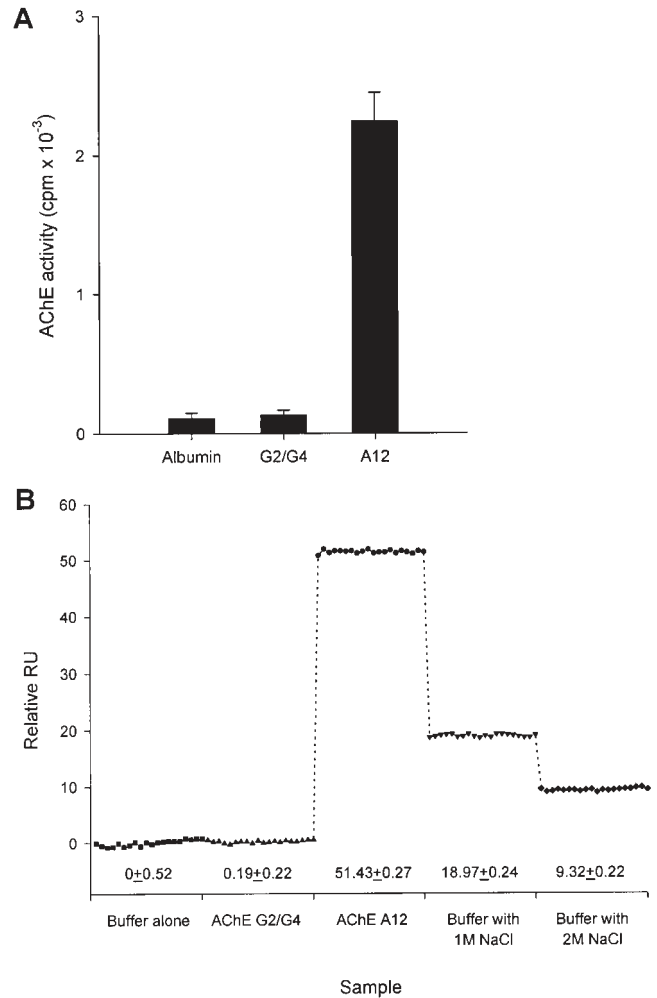 A
3
2
1
0
AChE activity (cpm x 10⁻³)
Albumin G2/G4 A12
B
60
50
40
30
20
10
0
Relative RU
0±0.52 0.19±0.22 51.43±0.27 18.97±0.24 9.32±0.22
Buffer alone AChE G2/G4 AChE A12 Buffer with Buffer with
1M NaCl 2M NaCl
Sample